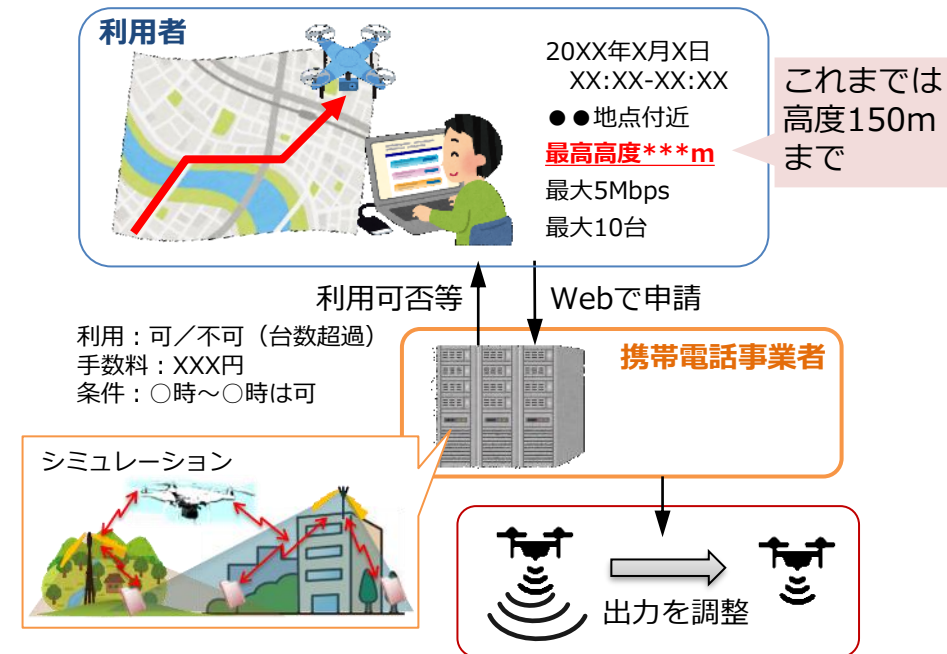 利用者
20XX年X月X日
XX:XX-XX:XX
●●地点付近
最高高度***m
最大5Mbps
最大10台
これまでは
高度150m
まで
利用可否等
Webで申請
利用：可／不可（台数超過）
手数料：XXX円
条件：○時～○時は可
携帯電話事業者
シミュレーション
出力を調整